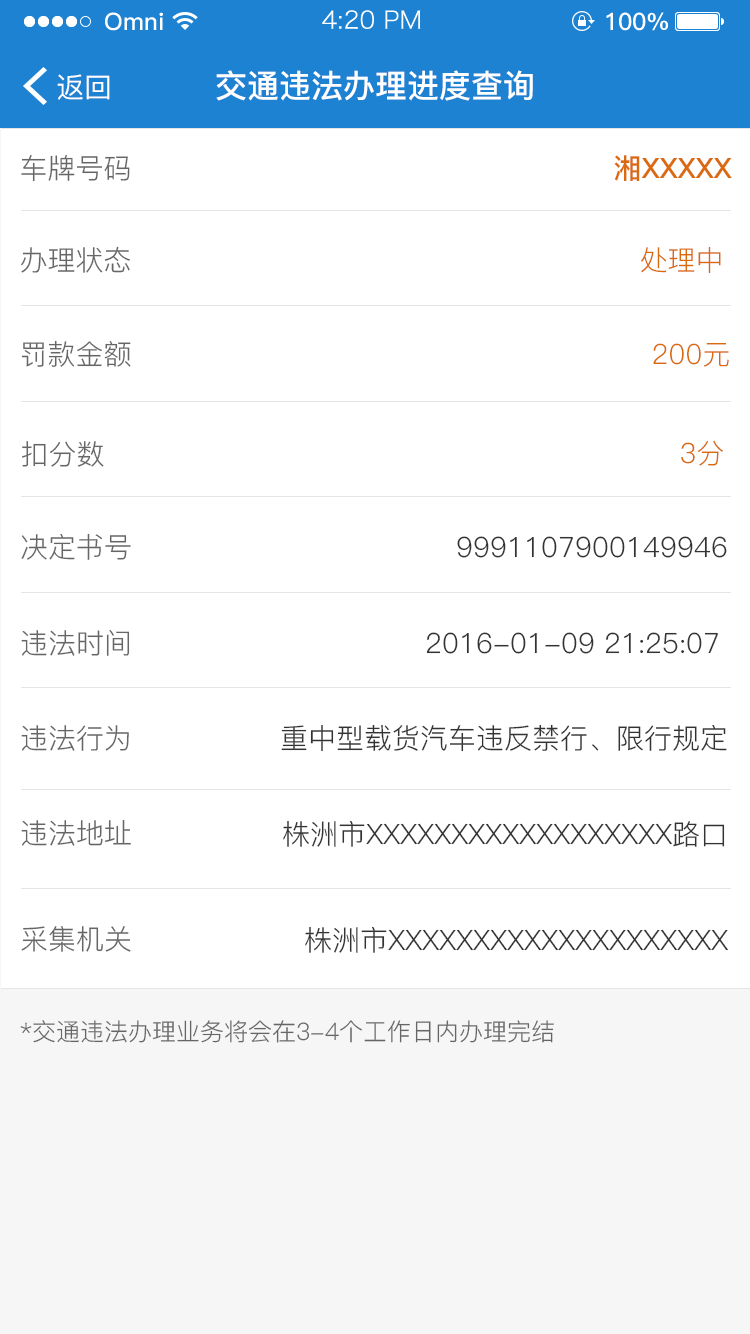 Omni 4:20 PM 100%
返回 交通违法办理进度查询
车牌号码 湘XXXXX
办理状态 处理中
罚款金额 200元
扣分数 3分
决定书号 9991107900149946
违法时间 2016-01-09 21:25:07
违法行为 重中型载货汽车违反禁行、限行规定
违法地址 株洲市XXXXXXXXXXXXXXXXXX路口
采集机关 株洲市XXXXXXXXXXXXXXXXXXXX
*交通违法办理业务将会在3-4个工作日内办理完结